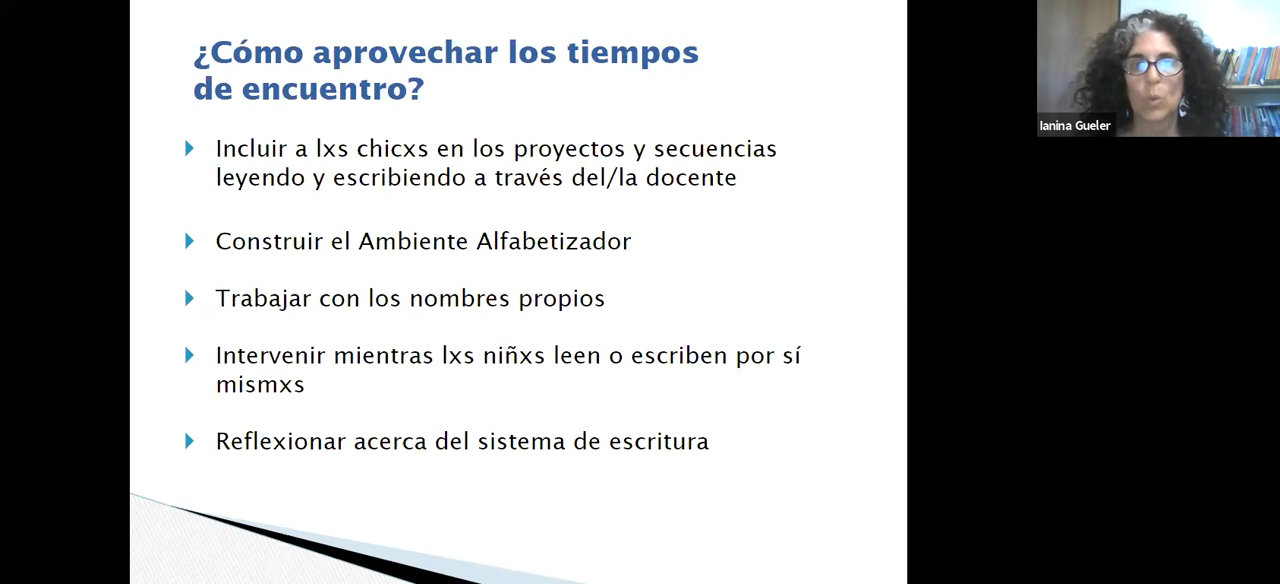 ¿Cómo aprovechar los tiempos
de encuentro?
Incluir a lxs chicxs en los proyectos y secuencias
leyendo y escribiendo a través del/la docente
Construir el Ambiente Alfabetizador
Trabajar con los nombres propios
Intervenir mientras lxs niñxs leen o escriben por sí
mismxs
Reflexionar acerca del sistema de escritura
Ianina Gueler